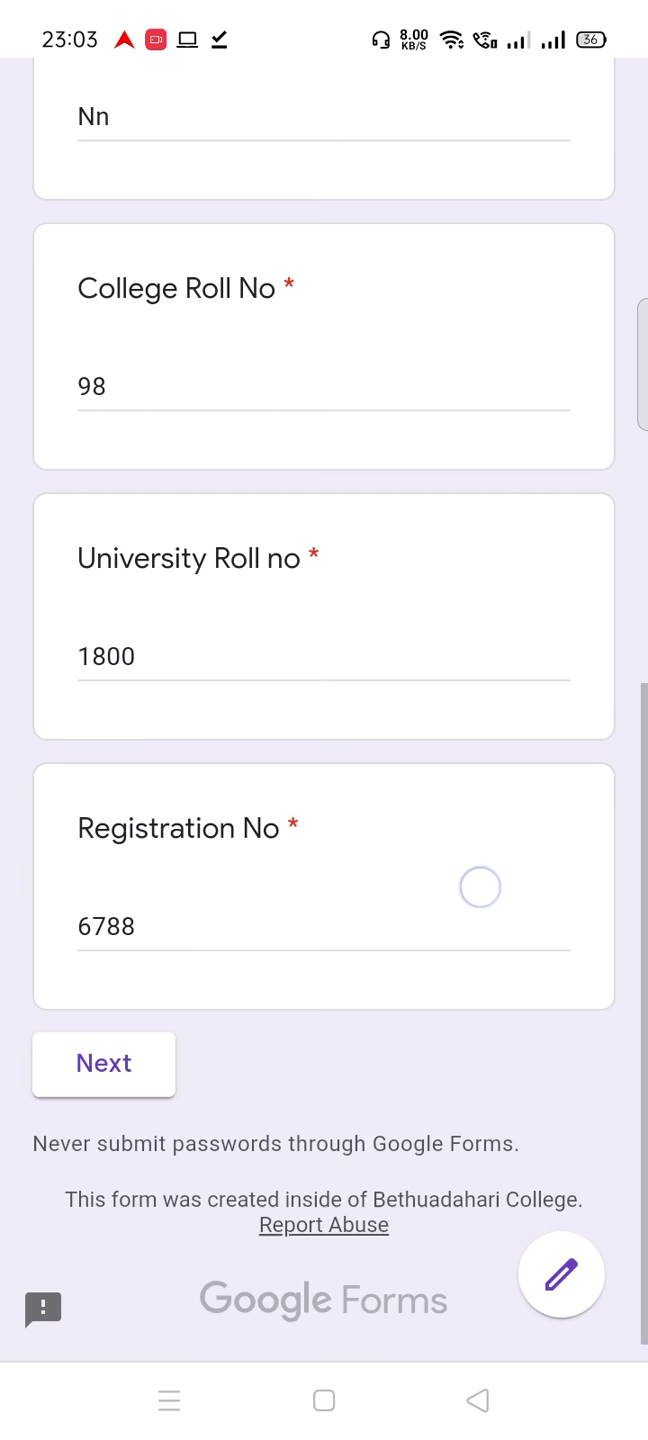 23:03 8.00 KB/S 36
Nn
College Roll No *
98
University Roll no *
1800
Registration No *
6788
Next
Never submit passwords through Google Forms.
This form was created inside of Bethuadahari College.
Report Abuse
Google Forms